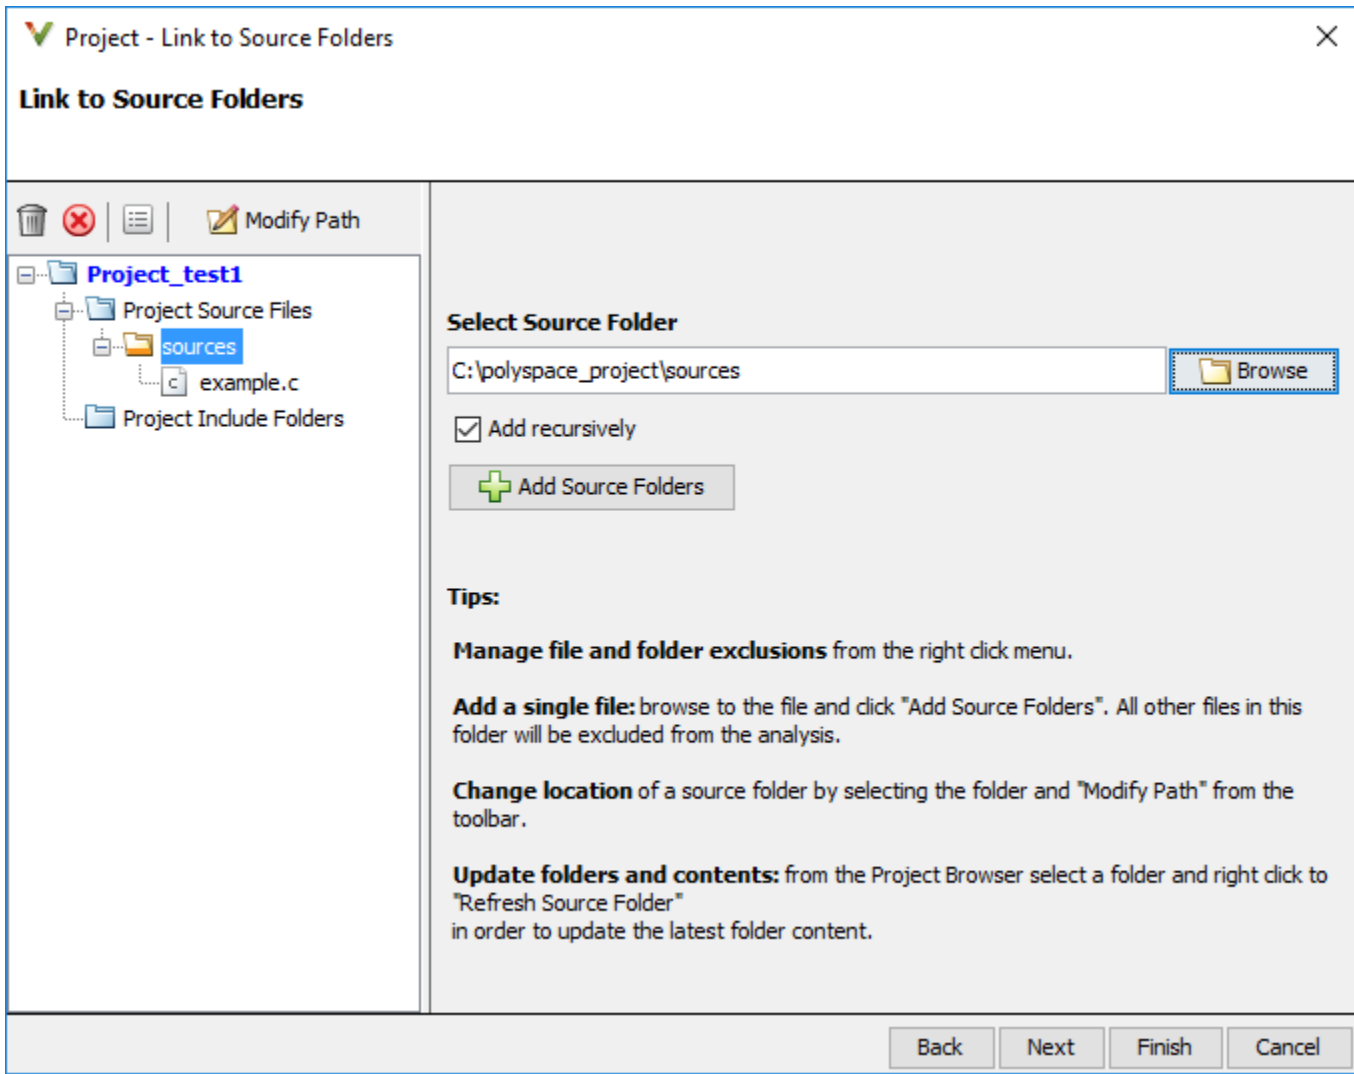 Project - Link to Source Folders
Link to Source Folders
Modify Path
Project_test1
Project Source Files
sources
c example.c
Project Include Folders
Select Source Folder
C:\polyspace_project\sources
Browse
Add recursively
Add Source Folders
Tips:
Manage file and folder exclusions from the right click menu.
Add a single file: browse to the file and click "Add Source Folders". All other files in this
folder will be excluded from the analysis.
Change location of a source folder by selecting the folder and "Modify Path" from the
toolbar.
Update folders and contents: from the Project Browser select a folder and right click to
"Refresh Source Folder"
in order to update the latest folder content.
Back Next Finish Cancel